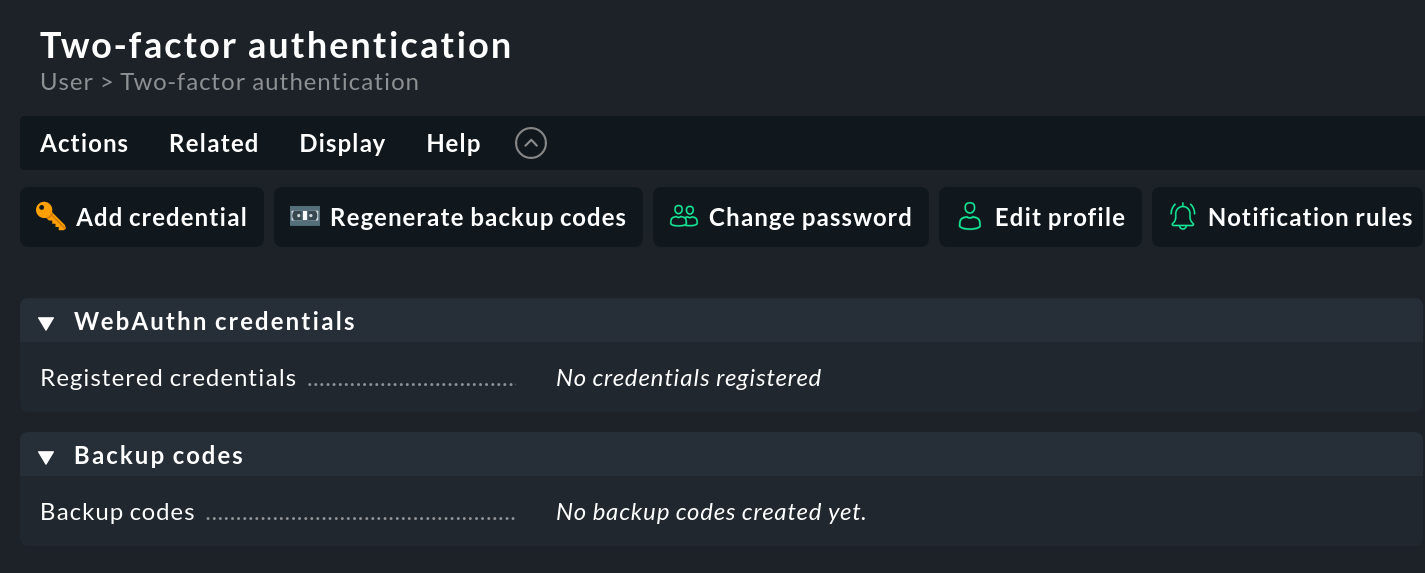 Two-factor authentication
User > Two-factor authentication
Actions Related Display Help
Add credential Regenerate backup codes Change password Edit profile Notification rules
WebAuthn credentials
Registered credentials No credentials registered
Backup codes
Backup codes No backup codes created yet.